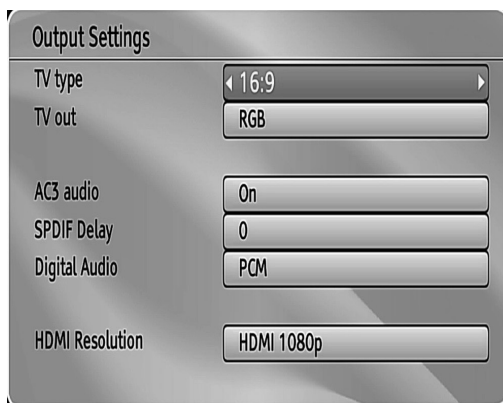 Output Settings
TV type 16:9
TV out RGB
AC3 audio On
SPDIF Delay 0
Digital Audio PCM
HDMI Resolution HDMI 1080p